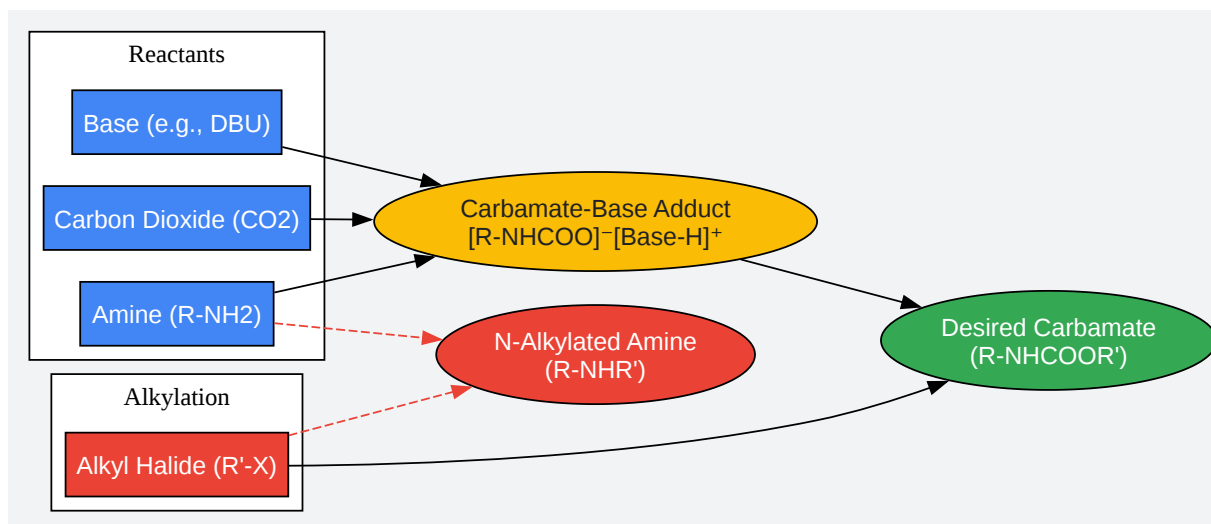 Reactants
Base (e.g., DBU)
Carbon Dioxide (CO2)
Amine (R-NH2)
Carbamate-Base Adduct
[R-NHCOO]⁻[Base-H]⁺
N-Alkylated Amine
(R-NHR')
Desired Carbamate
(R-NHCOOR')
Alkylation
Alkyl Halide (R'-X)